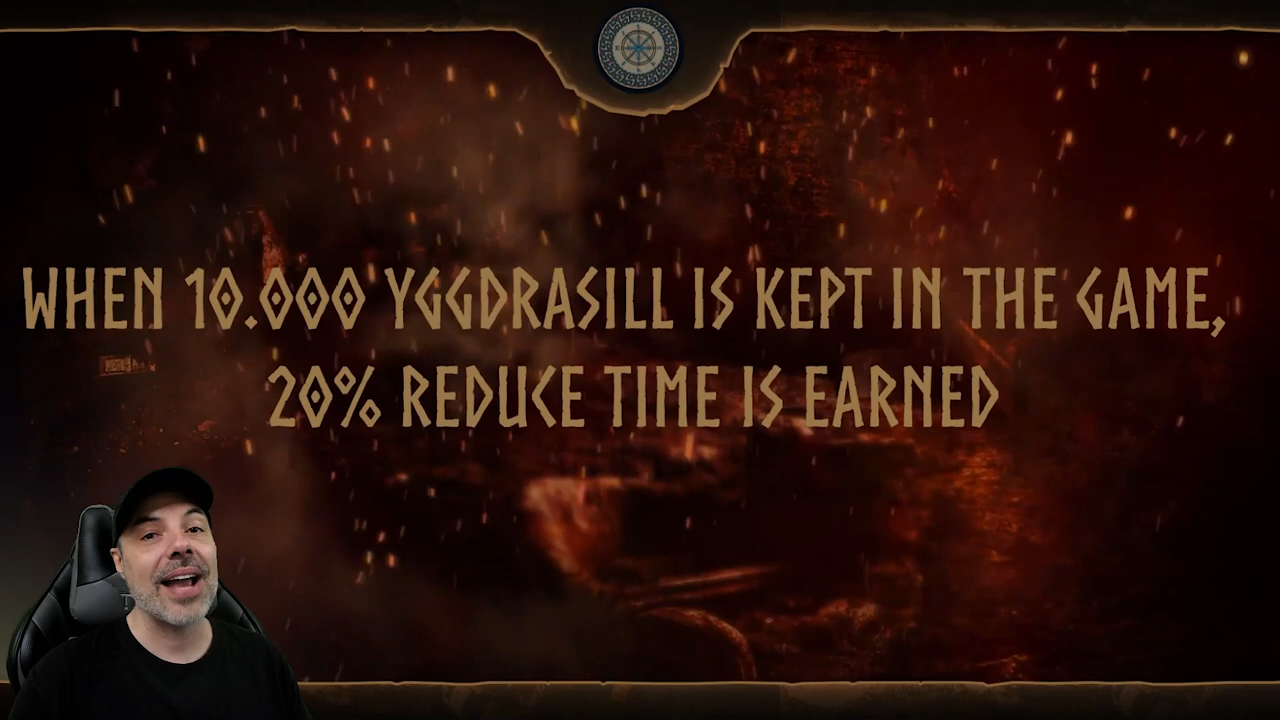 WHEN 10.000 YGGDRASILL IS KEPT IN THE GAME,
20% REDUCE TIME IS EARNED